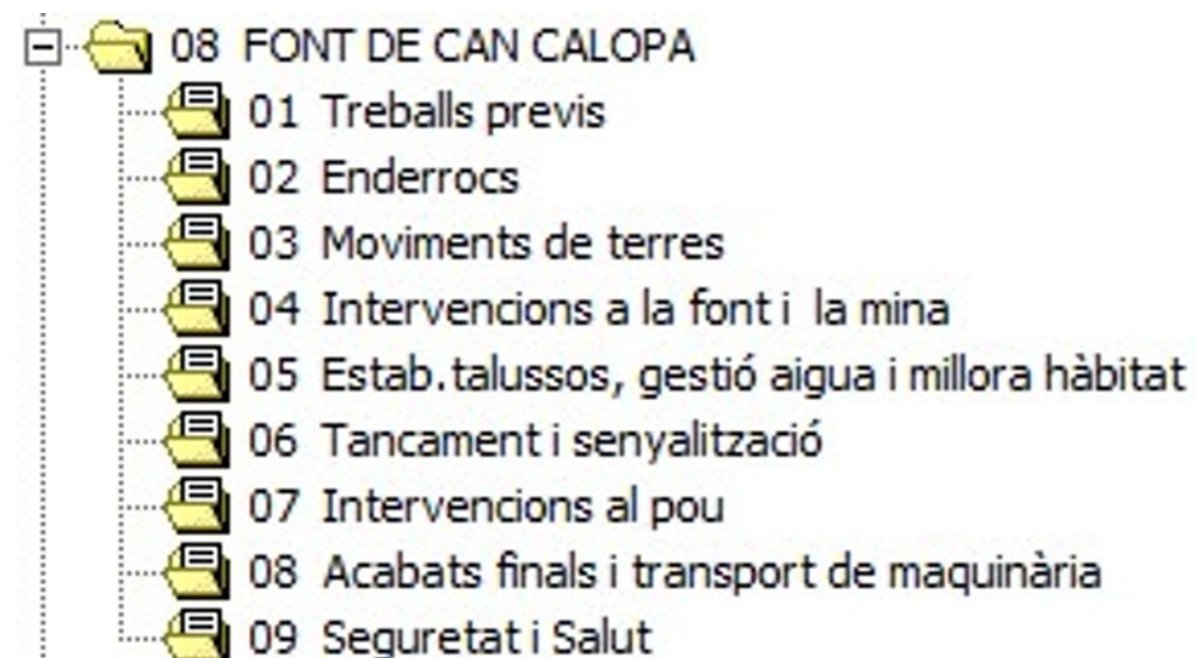 08 FONT DE CAN CALOPA
01 Treballs previs
02 Enderrocs
03 Moviments de terres
04 Intervencions a la font i la mina
05 Estab.talussos, gestió aigua i millora hàbitat
06 Tancament i senyalització
07 Intervencions al pou
08 Acabats finals i transport de maquinària
09 Seguretat i Salut